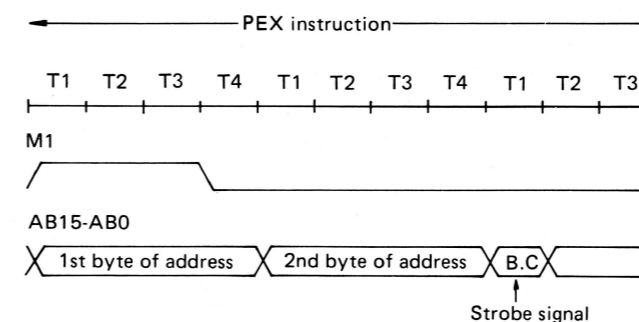 PEX instruction
T1 T2 T3 T4 T1 T2 T3 T4 T1 T2 T3
M1
AB15-AB0
1st byte of address 2nd byte of address B.C
Strobe signal